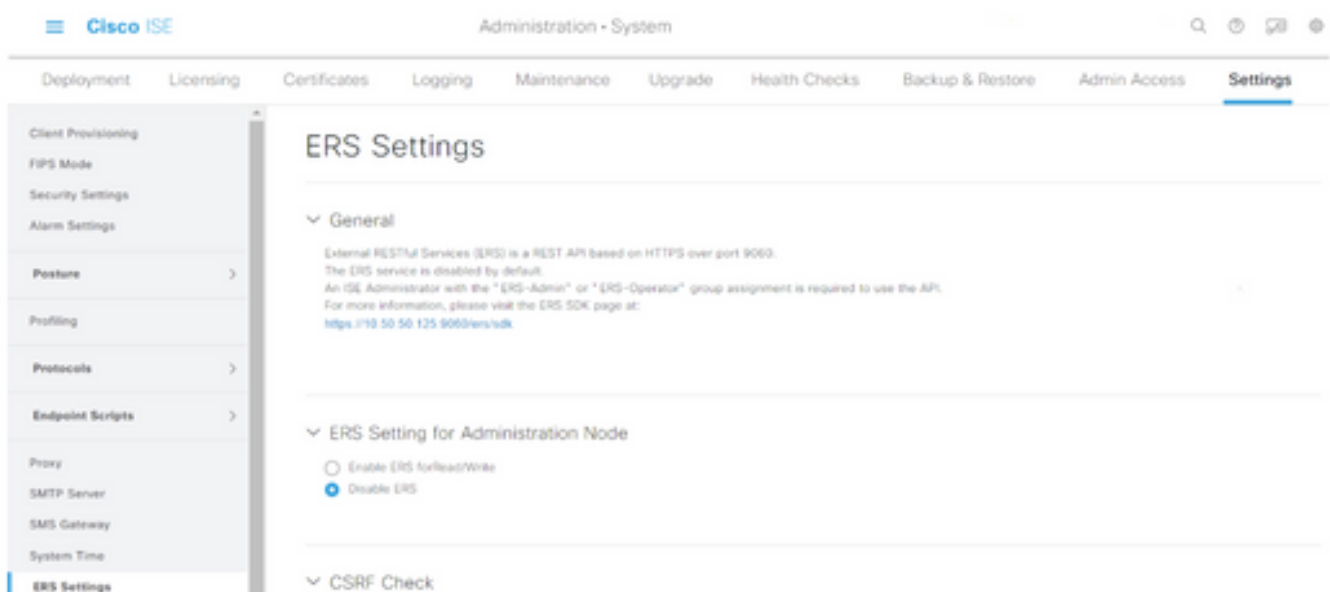 Cisco ISE
Administration · System
Deployment
Licensing
Certificates
Logging
Maintenance
Upgrade
Health Checks
Backup & Restore
Admin Access
Settings
Client Provisioning
FIPS Mode
Security Settings
Alarm Settings
Posture
Profiling
Protocols
Endpoint Scripts
Proxy
SMTP Server
SMS Gateway
System Time
ERS Settings
ERS Settings
General
External RESTful Services (ERS) is a REST API based on HTTPS over port 9060.
The ERS service is disabled by default.
An ISE Administrator with the "ERS-Admin" or "ERS-Operator" group assignment is required to use the API.
For more information, please visit the ERS SDK page at:
https://10.50.50.125:9060/ers/sdk
ERS Setting for Administration Node
Enable ERS forRead/Write
Disable ERS
CSRF Check